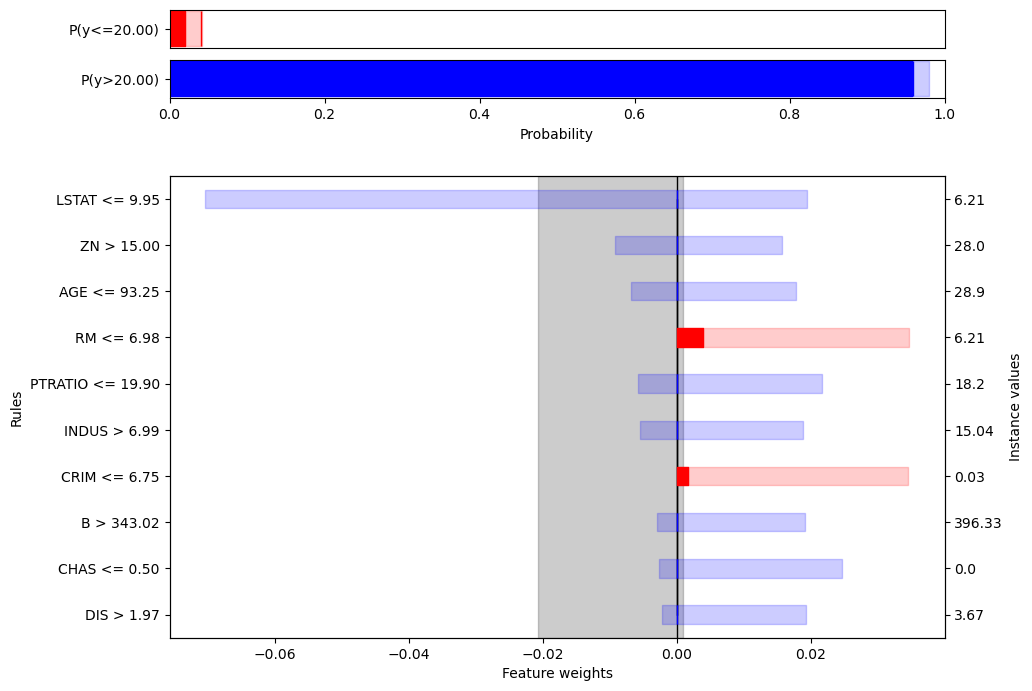 P(y<=20.00)
P(y>20.00)
0.0 0.2 0.4 0.6 0.8 1.0
Probability
Rules
LSTAT <= 9.95 6.21
ZN > 15.00 28.0
AGE <= 93.25 28.9
RM <= 6.98 6.21
PTRATIO <= 19.90 18.2
INDUS > 6.99 15.04
CRIM <= 6.75 0.03
B > 343.02 396.33
CHAS <= 0.50 0.0
DIS > 1.97 3.67
Instance values
−0.06 −0.04 −0.02 0.00 0.02
Feature weights